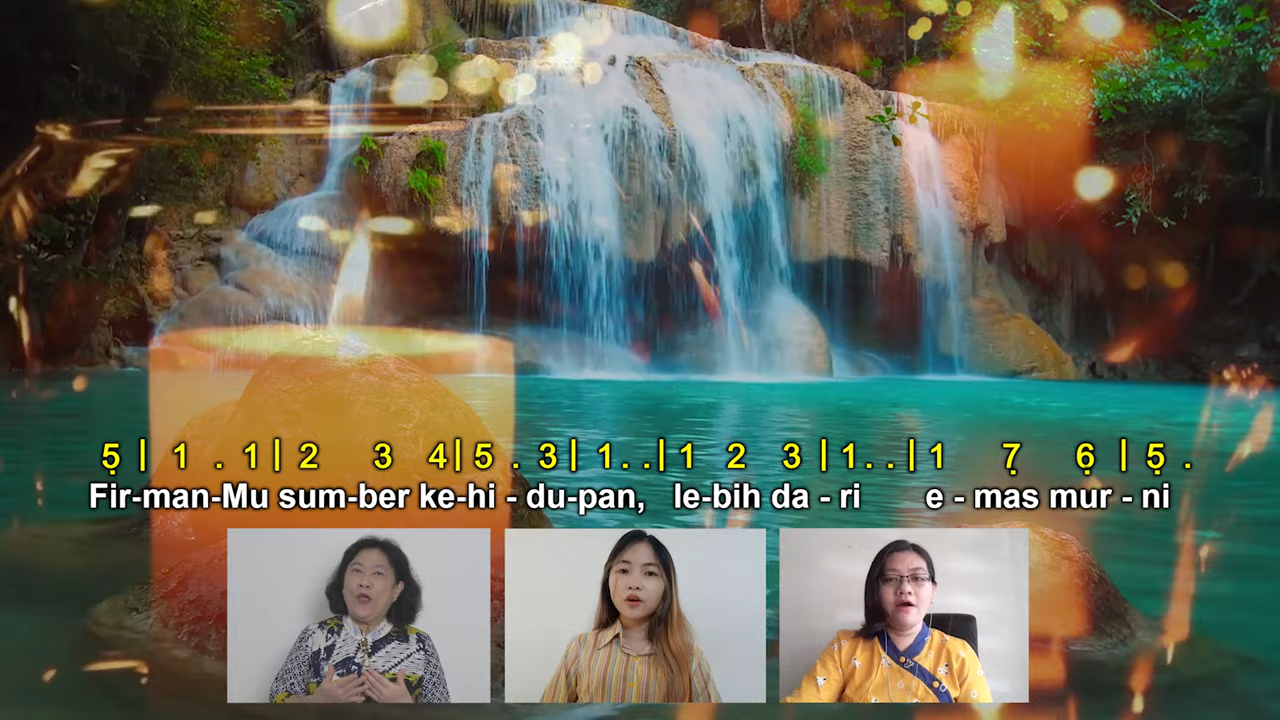 5̣ | 1 . 1 | 2 3 4 | 5 . 3 | 1 . . | 1 2 3 | 1 . . | 1 7̣ 6̣ | 5̣ .
Fir-man-Mu sum-ber ke-hi - du-pan, le-bih da - ri e - mas mur - ni